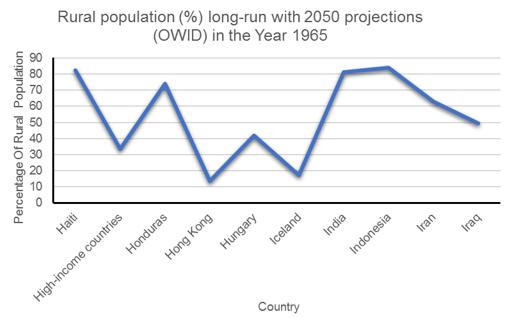 Rural population (%) long-run with 2050 projections
(OWID) in the Year 1965
Percentage Of Rural Population
90
80
70
60
50
40
30
20
10
0
Haiti
High-income countries
Honduras
Hong Kong
Hungary
Iceland
India
Indonesia
Iran
Iraq
Country